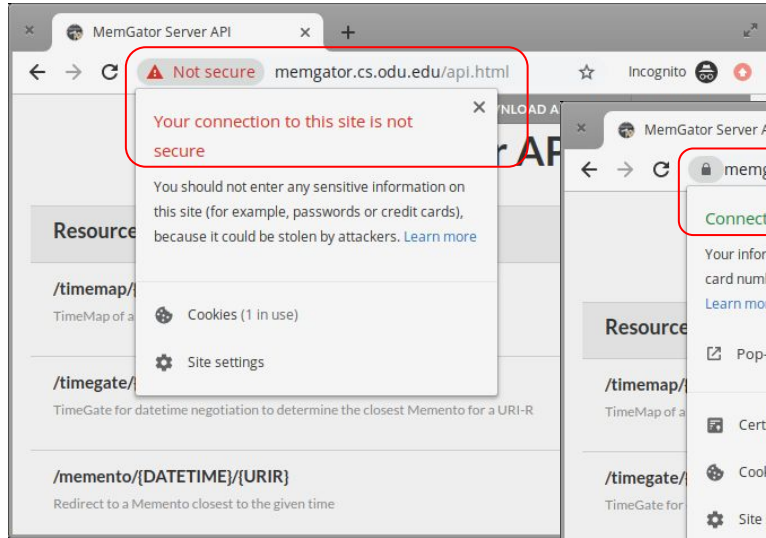 MemGator Server API
Not secure memgator.cs.odu.edu/api.html
Incognito
Your connection to this site is not
secure
You should not enter any sensitive information on
this site (for example, passwords or credit cards),
because it could be stolen by attackers. Learn more
Cookies (1 in use)
Site settings
Resource
/timemap/
TimeMap of a
/timegate/
TimeGate for datetime negotiation to determine the closest Memento for a URI-R
/memento/{DATETIME}/{URIR}
Redirect to a Memento closest to the given time
MemGator Server
Connect
Your infor
card num
Learn mo
Pop-
Cert
Cook
Site
Resource
/timemap/
TimeMap of a
/timegate/
TimeGate for